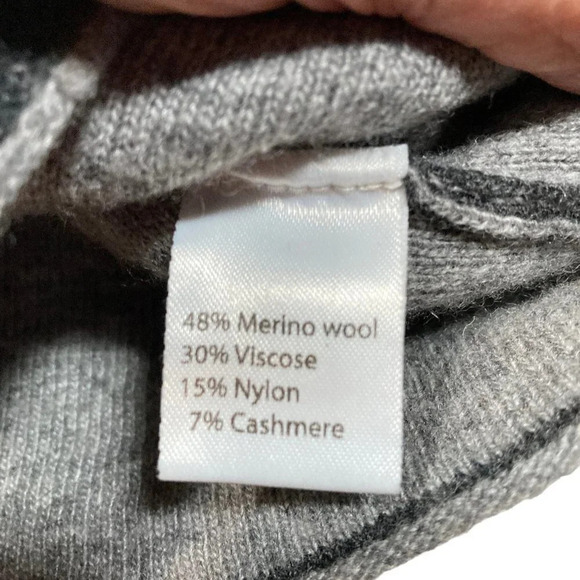 48% Merino wool
30% Viscose
15% Nylon
7% Cashmere